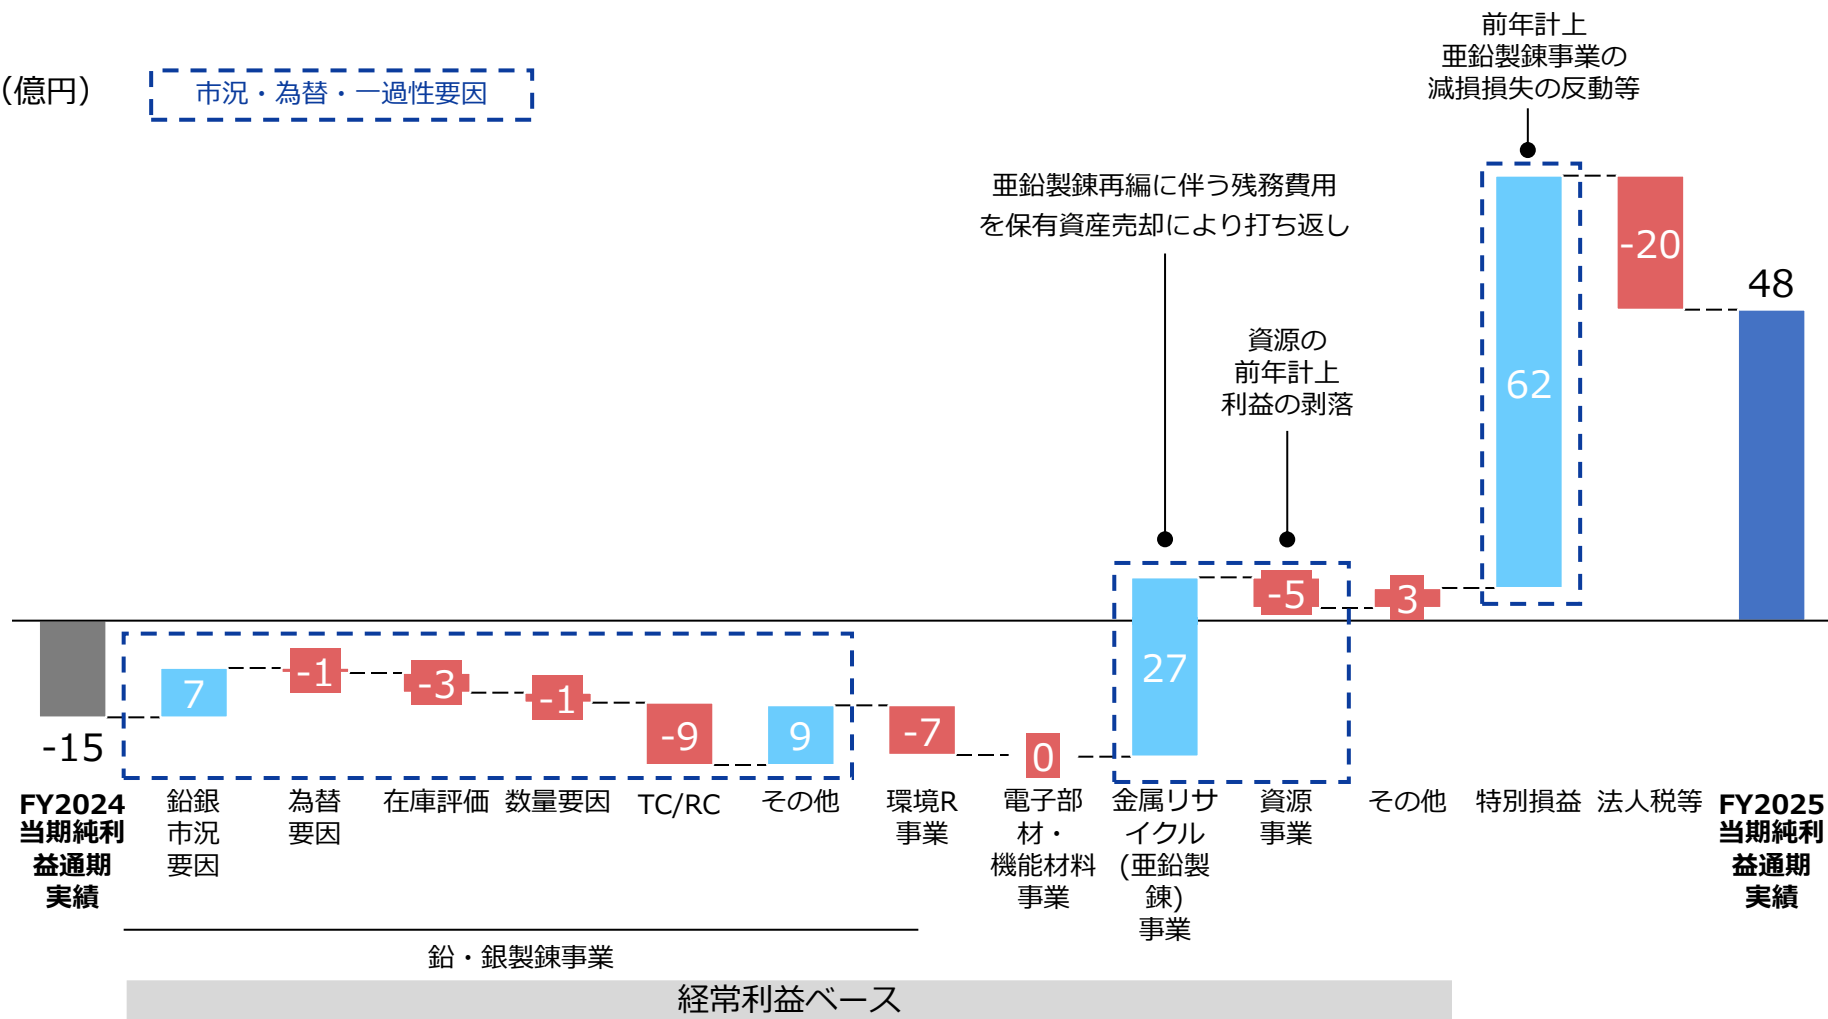 （億円）
市況・為替・一過性要因
前年計上
亜鉛製錬事業の
減損損失の反動等
亜鉛製錬再編に伴う残務費用
を保有資産売却により打ち返し
資源の
前年計上
利益の剥落
-15
7
-1
-3
-1
-9
9
-7
0
27
-5
3
62
-20
48
FY2024
当期純利
益通期
実績
鉛銀
市況
要因
為替
要因
在庫評価
数量要因
TC/RC
その他
環境R
事業
電子部
材・
機能材料
事業
金属リサ
イクル
(亜鉛製
錬)
事業
資源
事業
その他
特別損益
法人税等
FY2025
当期純利
益通期
実績
鉛・銀製錬事業
経常利益ベース